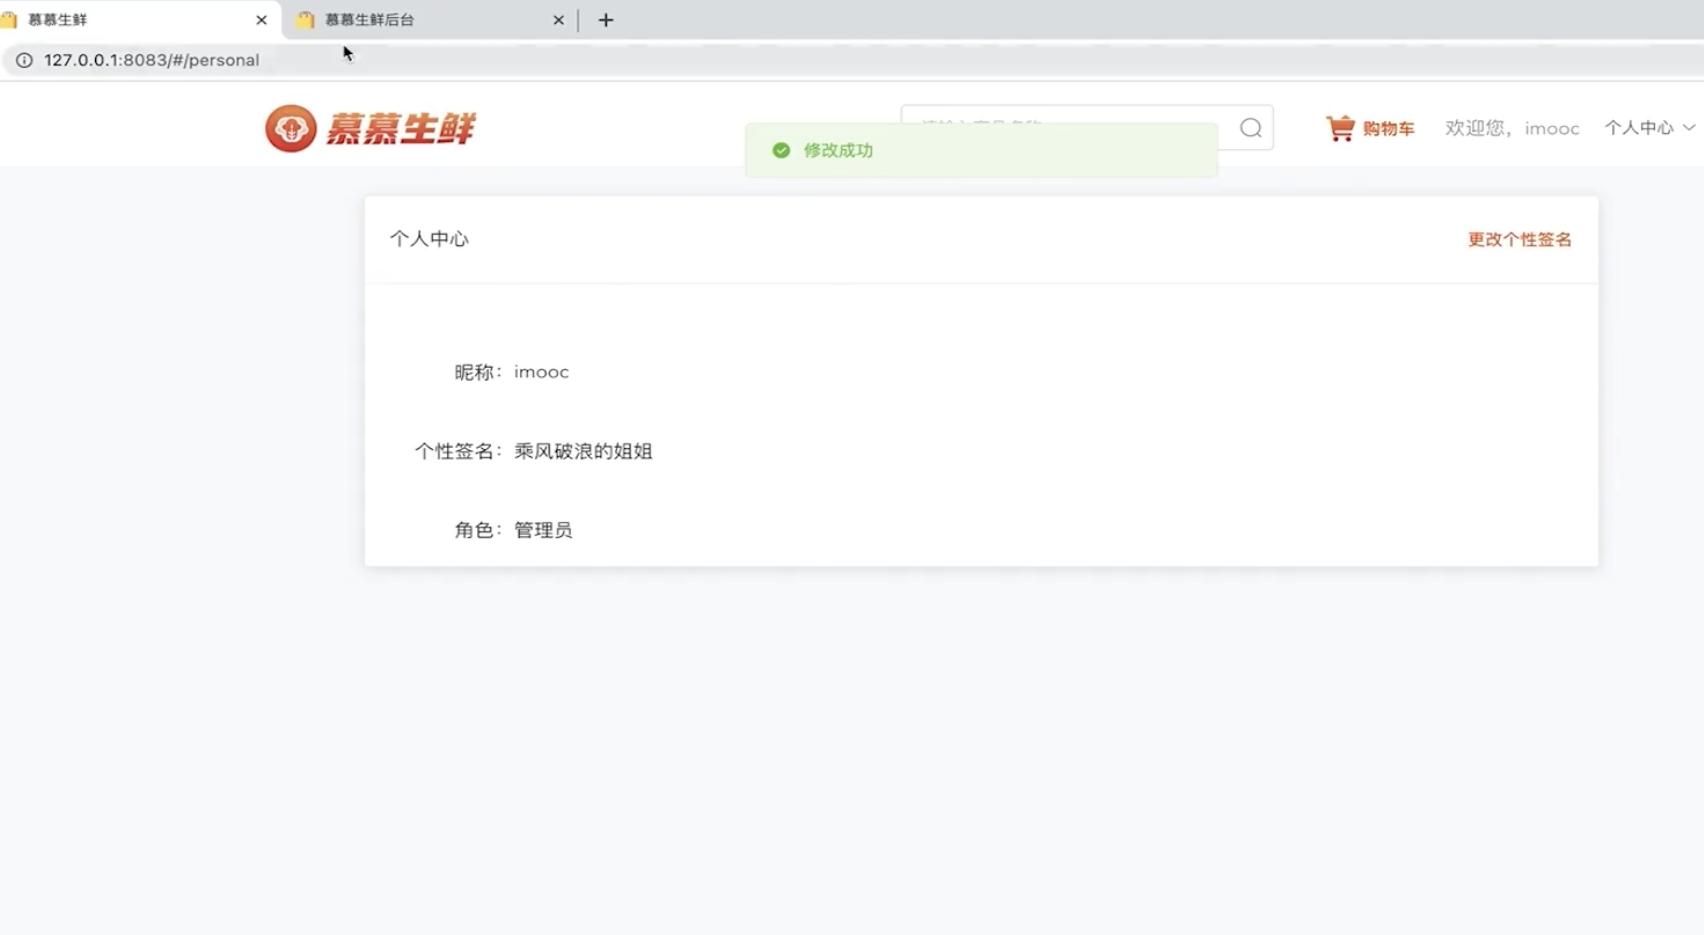 慕慕生鲜
慕慕生鲜后台
127.0.0.1:8083/#/personal
慕慕生鲜
购物车
欢迎您，imooc
个人中心
修改成功
个人中心
更改个性签名
昵称：imooc
个性签名：乘风破浪的姐姐
角色：管理员